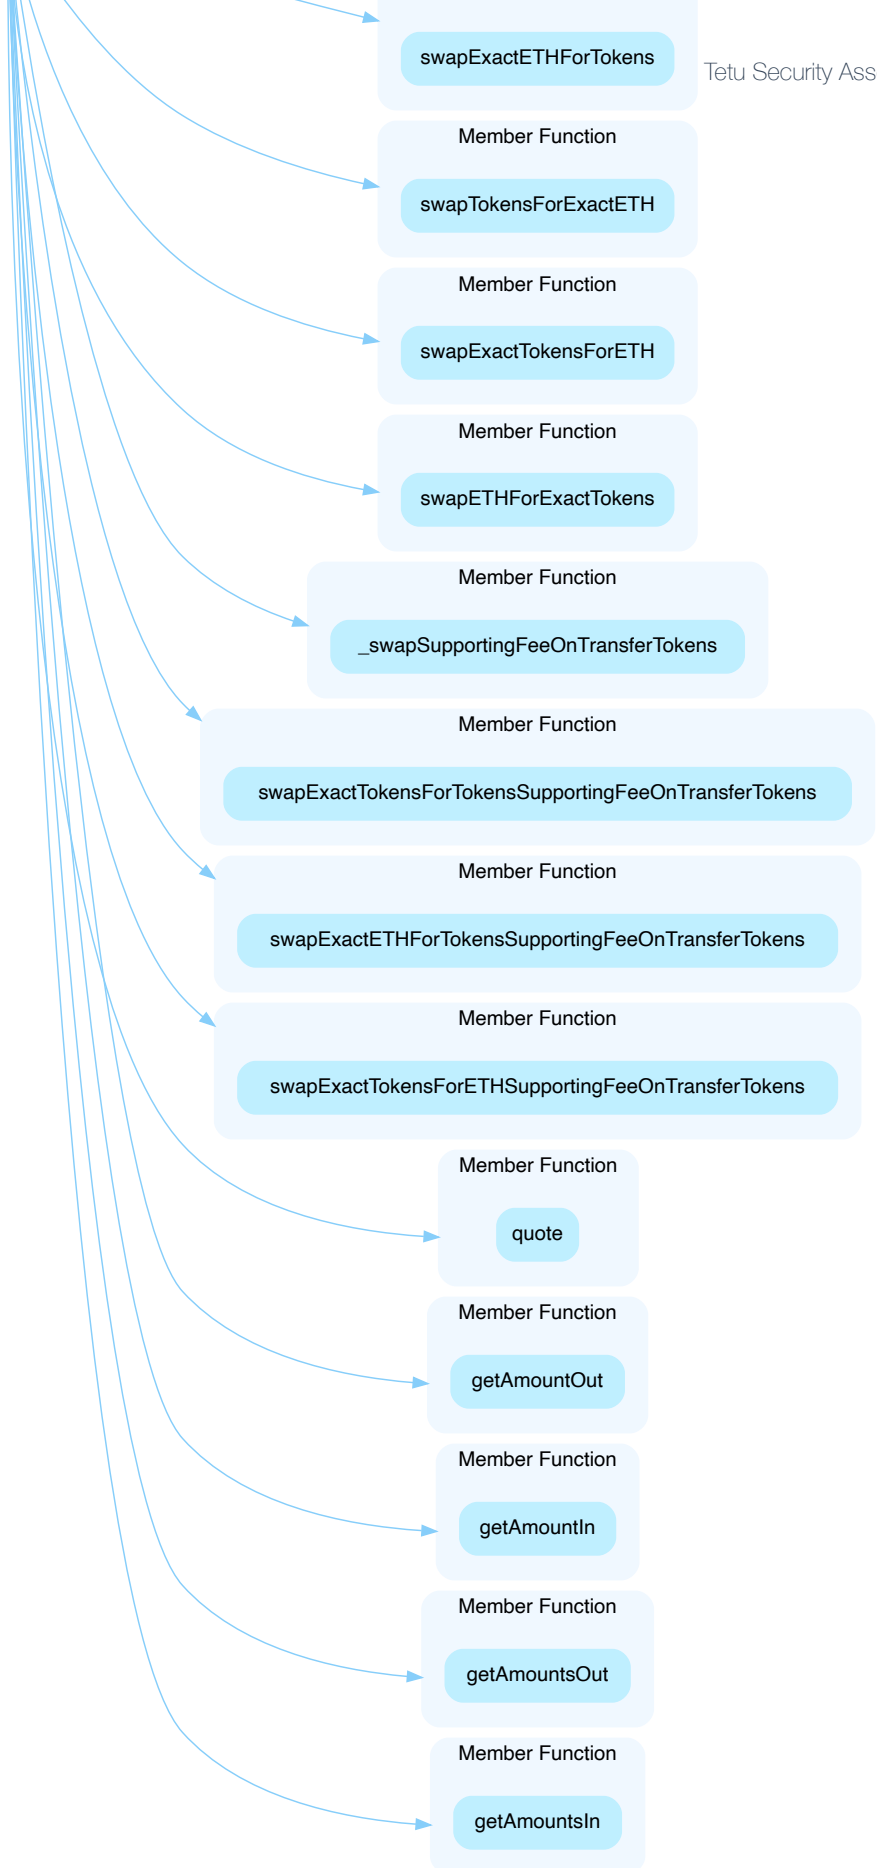 swapExactETHForTokens
Tetu Security Ass
Member Function
swapTokensForExactETH
Member Function
swapExactTokensForETH
Member Function
swapETHForExactTokens
Member Function
_swapSupportingFeeOnTransferTokens
Member Function
swapExactTokensForTokensSupportingFeeOnTransferTokens
Member Function
swapExactETHForTokensSupportingFeeOnTransferTokens
Member Function
swapExactTokensForETHSupportingFeeOnTransferTokens
Member Function
quote
Member Function
getAmountOut
Member Function
getAmountIn
Member Function
getAmountsOut
Member Function
getAmountsIn